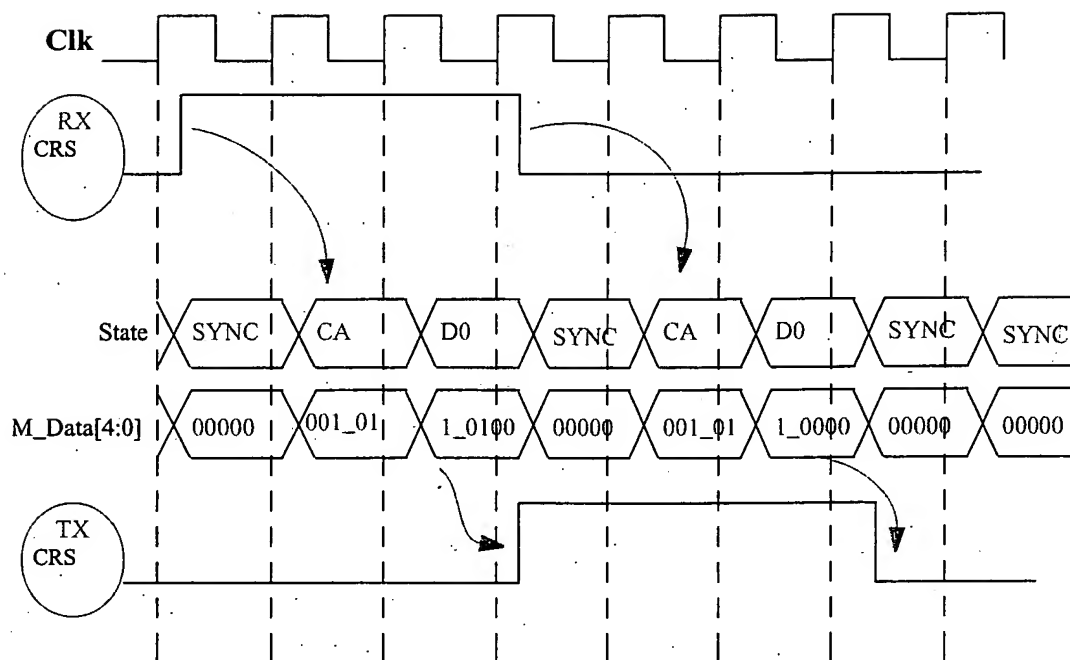 Clk
RX
CRS
State SYNC CA D0 SYNC CA D0 SYNC SYNC
M_Data[4:0] 00000 001_01 1_0100 00000 001_01 1_0000 00000 00000
TX
CRS